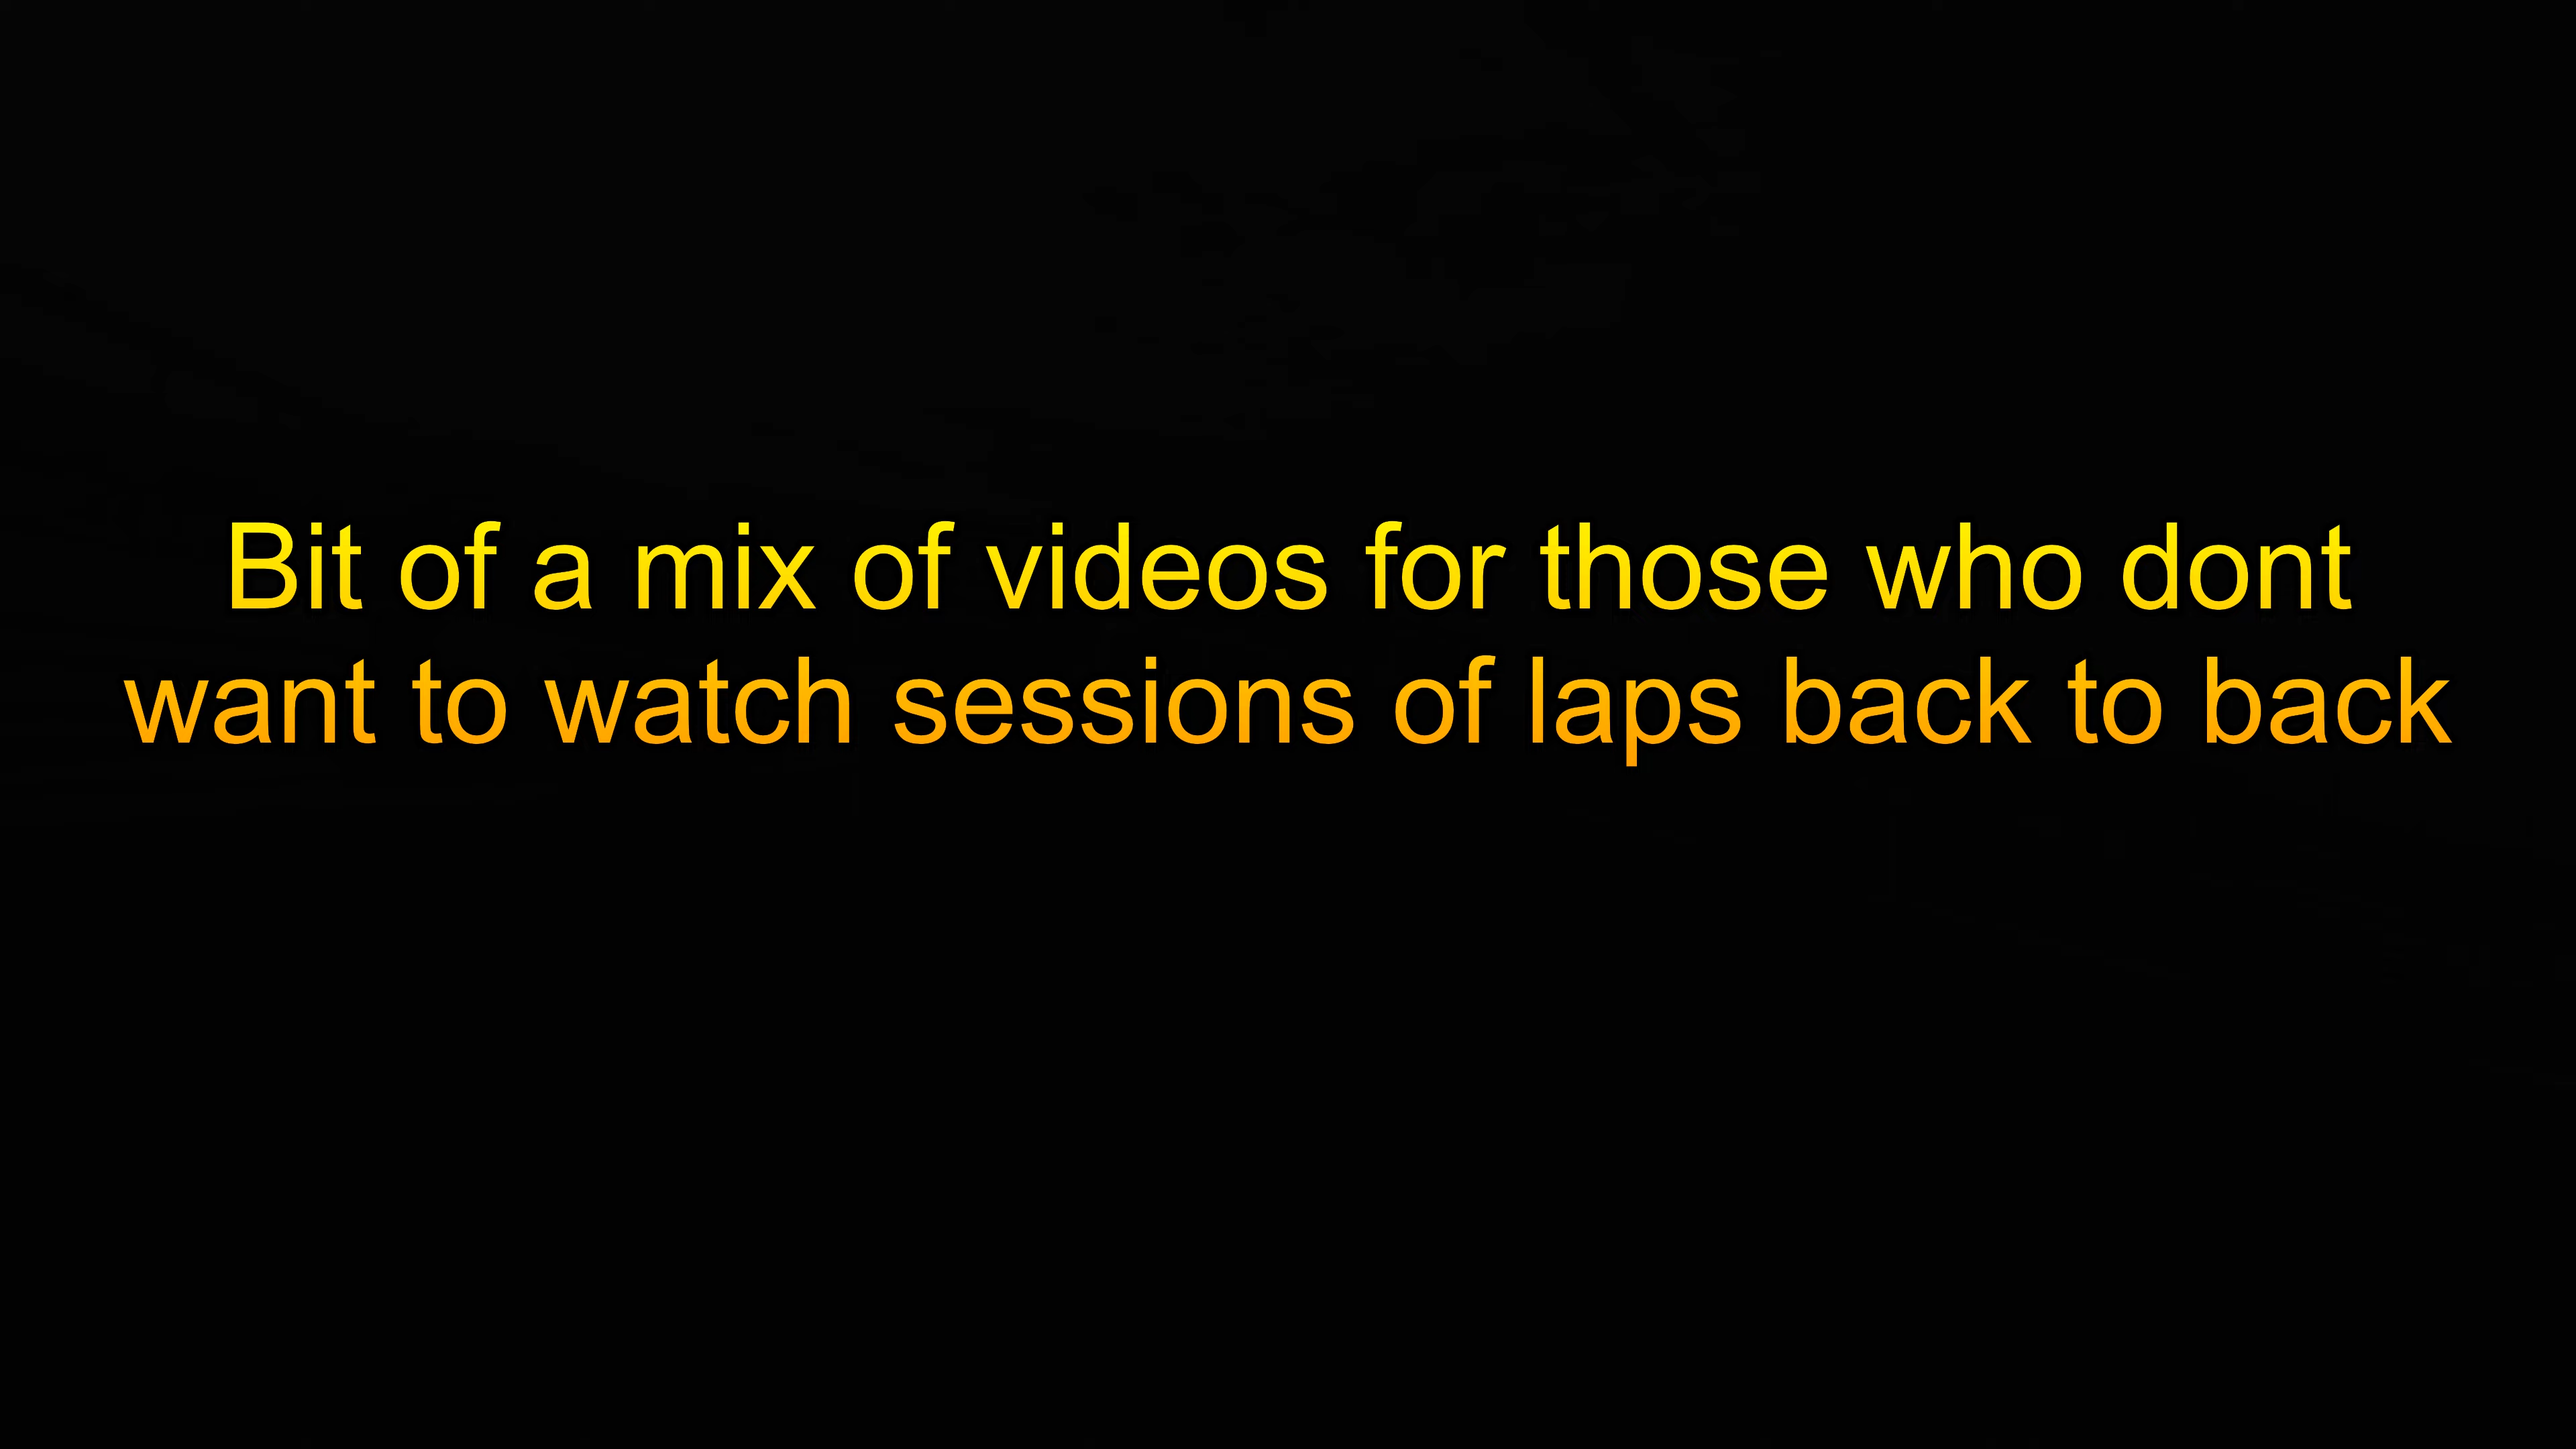 Bit of a mix of videos for those who dont
want to watch sessions of laps back to back